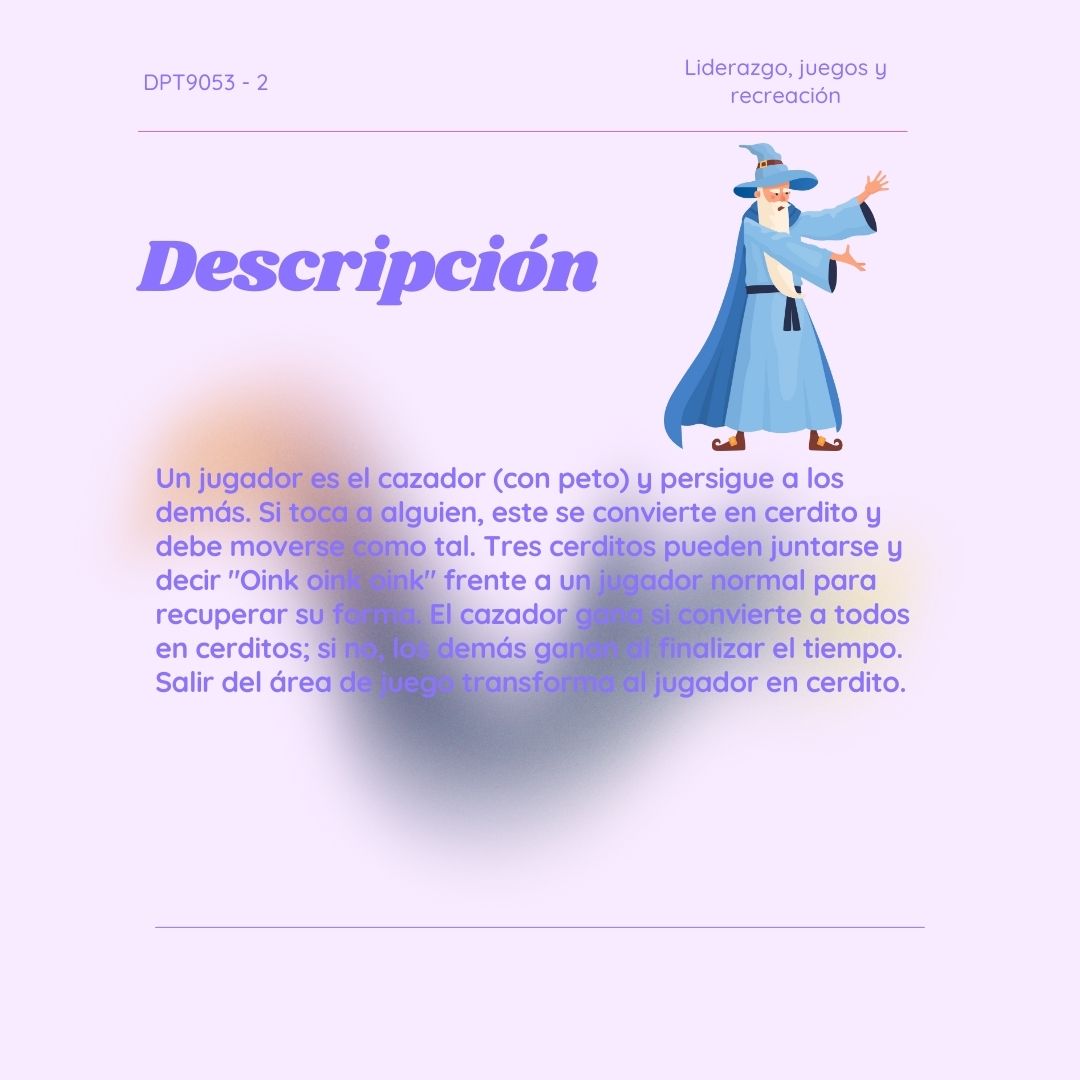 DPT9053 - 2
Liderazgo, juegos y
recreación
Descripción
Un jugador es el cazador (con peto) y persigue a los
demás. Si toca a alguien, este se convierte en cerdito y
debe moverse como tal. Tres cerditos pueden juntarse y
decir "Oink oink oink" frente a un jugador normal para
recuperar su forma. El cazador gana si convierte a todos
en cerditos; si no, los demás ganan al finalizar el tiempo.
Salir del área de juego transforma al jugador en cerdito.